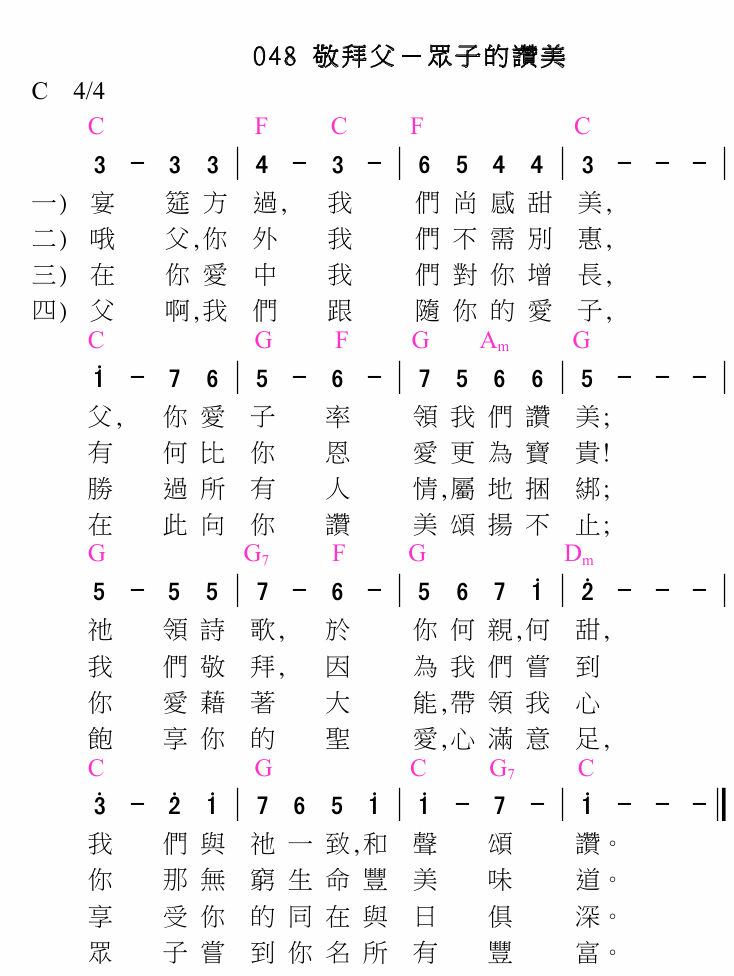 048 敬拜父－眾子的讚美
C 4/4
C F C F C
3 - 3 3 | 4 - 3 - | 6 5 4 4 | 3 - - - |
一) 宴 筵 方 過, 我 們 尚 感 甜 美,
二) 哦 父,你 外 我 們 不 需 別 惠,
三) 在 你 愛 中 我 們 對 你 增 長,
四) 父 啊,我 們 跟 隨 你 的 愛 子,
C G F G Am G
i - 7 6 | 5 - 6 - | 7 5 6 6 | 5 - - - |
父, 你 愛 子 率 領 我 們 讚 美;
有 何 比 你 恩 愛 更 為 寶 貴!
勝 過 所 有 人 情,屬 地 捆 綁;
在 此 向 你 讚 美 頌 揚 不 止;
G G7 F G Dm
5 - 5 5 | 7 - 6 - | 5 6 7 i | 2̇ - - - |
祂 領 詩 歌, 於 你 何 親,何 甜,
我 們 敬 拜, 因 為 我 們 嘗 到
你 愛 藉 著 大 能,帶 領 我 心
飽 享 你 的 聖 愛,心 滿 意 足,
C G C G7 C
3̇ - 2̇ i | 7 6 5 i | i - 7 - | i - - - ‖
我 們 與 祂 一 致,和 聲 頌 讚。
你 那 無 窮 生 命 豐 美 味 道。
享 受 你 的 同 在 與 日 俱 深。
眾 子 嘗 到 你 名 所 有 豐 富。